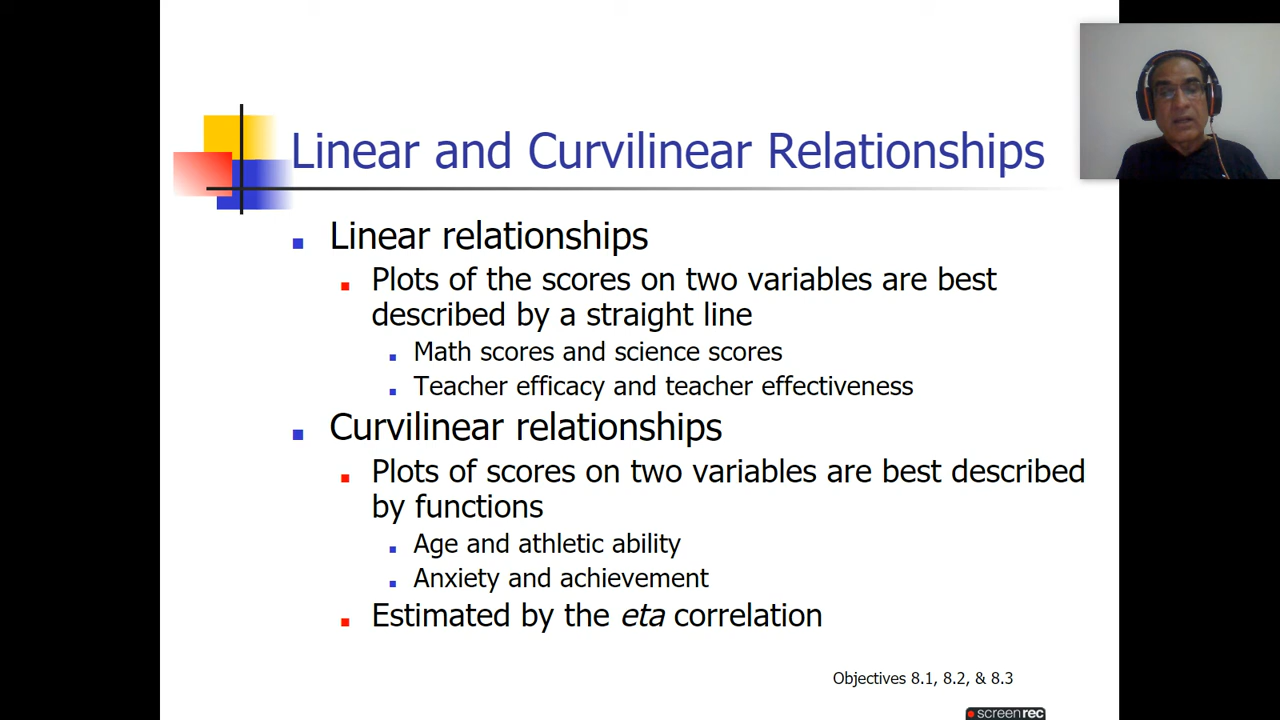 Linear and Curvilinear Relationships
Linear relationships
Plots of the scores on two variables are best
described by a straight line
Math scores and science scores
Teacher efficacy and teacher effectiveness
Curvilinear relationships
Plots of scores on two variables are best described
by functions
Age and athletic ability
Anxiety and achievement
Estimated by the eta correlation
Objectives 8.1, 8.2, & 8.3
screenrec